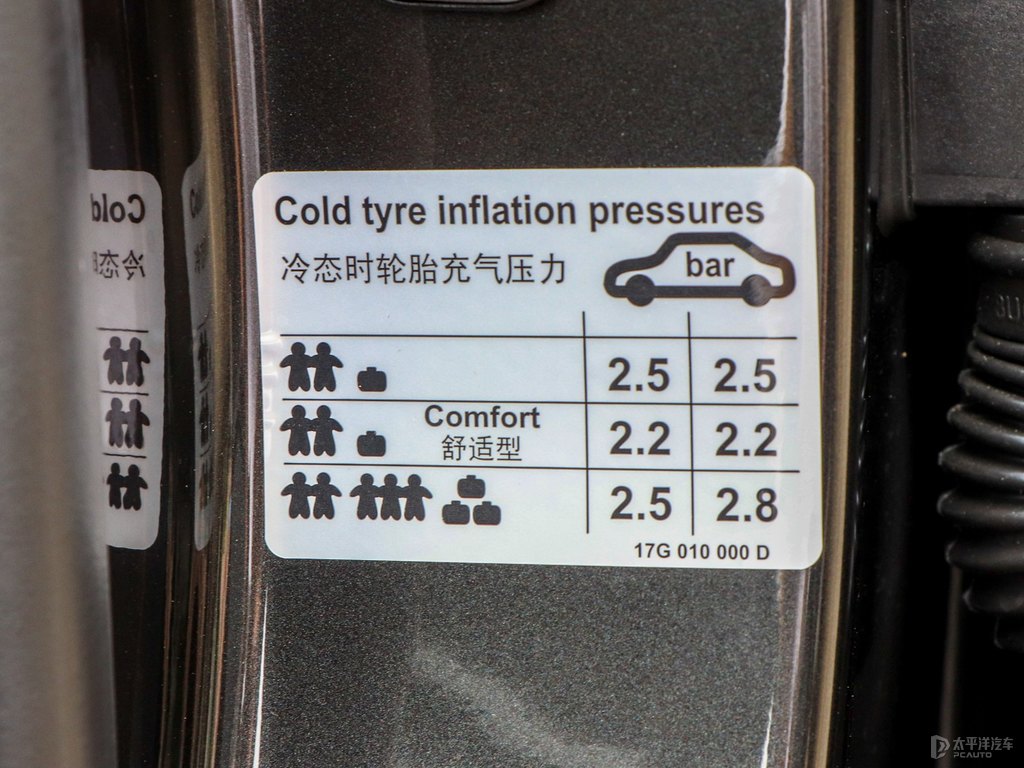 Cold tyre inflation pressures
冷态时轮胎充气压力
bar
2.5 2.5
Comfort
舒适型
2.2 2.2
2.5 2.8
17G 010 000 D
Cold
冷态
太平洋汽车
PCAUTO